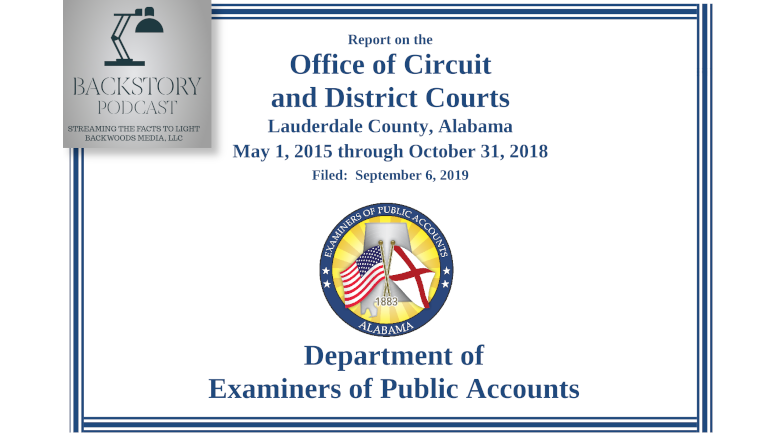 BACKSTORY
PODCAST
STREAMING THE FACTS TO LIGHT
BACKWOODS MEDIA, LLC
Report on the
Office of Circuit
and District Courts
Lauderdale County, Alabama
May 1, 2015 through October 31, 2018
Filed: September 6, 2019
EXAMINERS OF PUBLIC ACCOUNTS
1883
ALABAMA
Department of
Examiners of Public Accounts